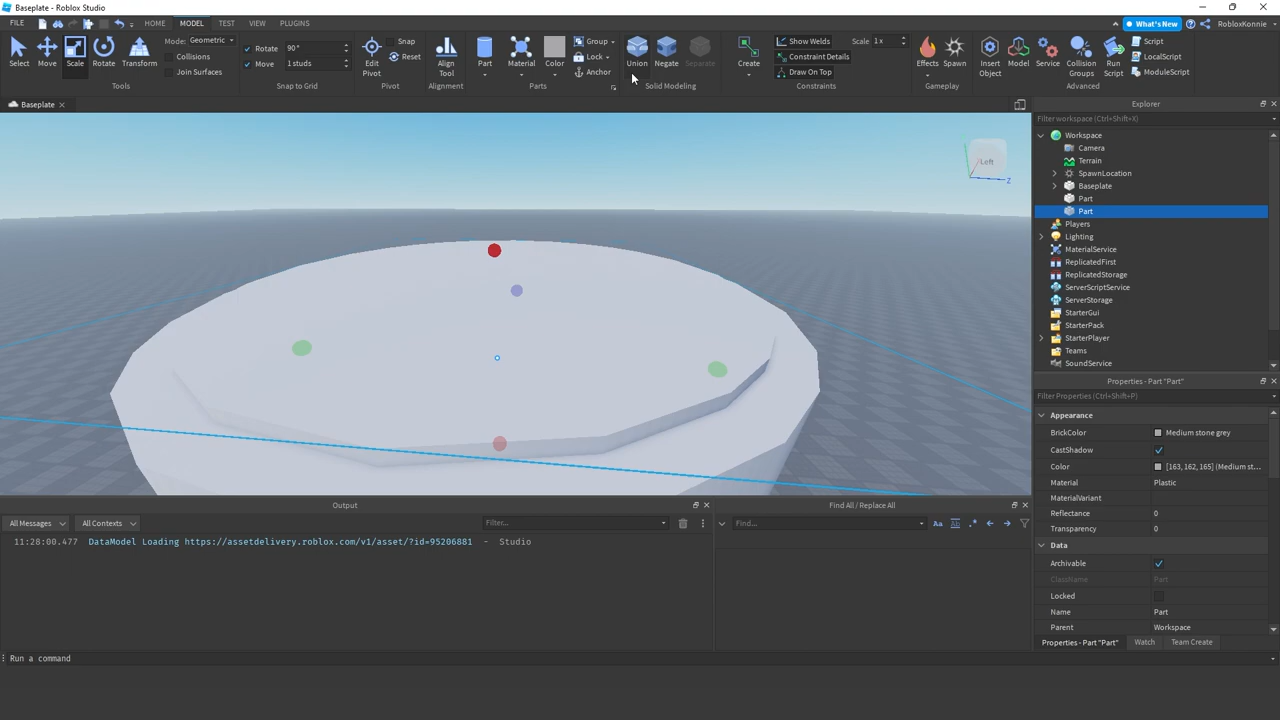 Baseplate - Roblox Studio
FILE HOME MODEL TEST VIEW PLUGINS What's New RobloxKonnie
Select Move Scale Rotate Transform
Mode: Geometric
Collisions
Join Surfaces
Tools
Rotate 90°
Move 1 studs
Snap to Grid
Edit Pivot
Snap
Reset
Pivot
Align Tool
Alignment
Part Material Color
Group
Lock
Anchor
Parts
Union Negate Separate
Solid Modeling
Create
Show Welds Scale 1 x
Constraint Details
Draw On Top
Constraints
Effects Spawn
Gameplay
Insert Object Model Service Collision Groups Run Script
Script
LocalScript
ModuleScript
Advanced
Baseplate
Left
Z
Explorer
Filter workspace (Ctrl+Shift+X)
Workspace
Camera
Terrain
SpawnLocation
Baseplate
Part
Part
Players
Lighting
MaterialService
ReplicatedFirst
ReplicatedStorage
ServerScriptService
ServerStorage
StarterGui
StarterPack
StarterPlayer
Teams
SoundService
Properties - Part "Part"
Filter Properties (Ctrl+Shift+P)
Appearance
BrickColor Medium stone grey
CastShadow
Color [163, 162, 165] (Medium st...
Material Plastic
MaterialVariant
Reflectance 0
Transparency 0
Data
Archivable
ClassName Part
Locked
Name Part
Parent Workspace
Properties - Part "Part" Watch Team Create
Output
All Messages All Contexts Filter...
11:28:00.477 DataModel Loading https://assetdelivery.roblox.com/v1/asset/?id=95206881 - Studio
Find All / Replace All
Find... Aa Ab .*
Run a command